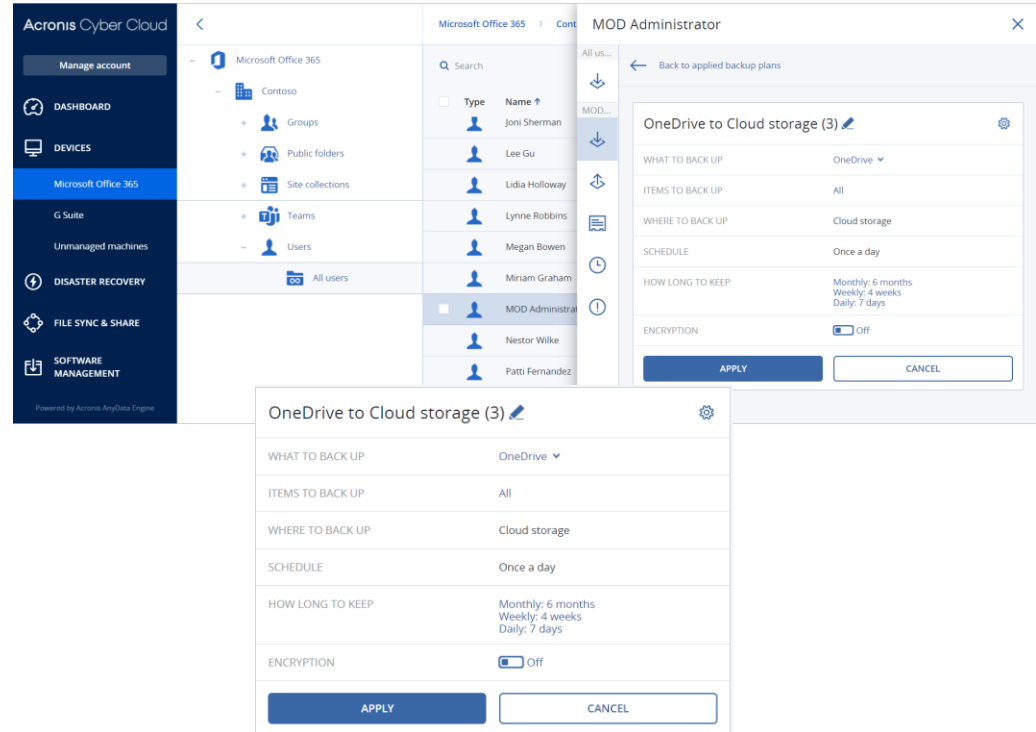 Acronis Cyber Cloud
Manage account
DASHBOARD
DEVICES
Microsoft Office 365
G Suite
Unmanaged machines
DISASTER RECOVERY
FILE SYNC & SHARE
SOFTWARE
MANAGEMENT
Powered by Acronis AnyData Engine
Microsoft Office 365
Contoso
Groups
Public folders
Site collections
Teams
Users
All users
Microsoft Office 365 > Cont
Search
Type Name
Joni Sherman
Lee Gu
Lidia Holloway
Lynne Robbins
Megan Bowen
Miriam Graham
MOD Administrat
Nestor Wilke
Patti Fernandez
MOD Administrator
All us...
MOD...
Back to applied backup plans
OneDrive to Cloud storage (3)
WHAT TO BACK UP OneDrive
ITEMS TO BACK UP All
WHERE TO BACK UP Cloud storage
SCHEDULE Once a day
HOW LONG TO KEEP Monthly: 6 months
Weekly: 4 weeks
Daily: 7 days
ENCRYPTION Off
APPLY CANCEL
OneDrive to Cloud storage (3)
WHAT TO BACK UP OneDrive
ITEMS TO BACK UP All
WHERE TO BACK UP Cloud storage
SCHEDULE Once a day
HOW LONG TO KEEP Monthly: 6 months
Weekly: 4 weeks
Daily: 7 days
ENCRYPTION Off
APPLY CANCEL